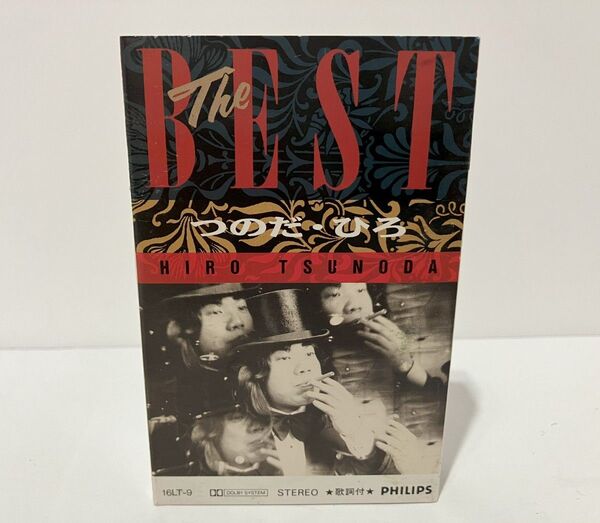 The
BEST
つのだ・ひろ
HIRO TSUNODA
16LT-9 DOLBY SYSTEM STEREO ★歌詞付★ PHILIPS